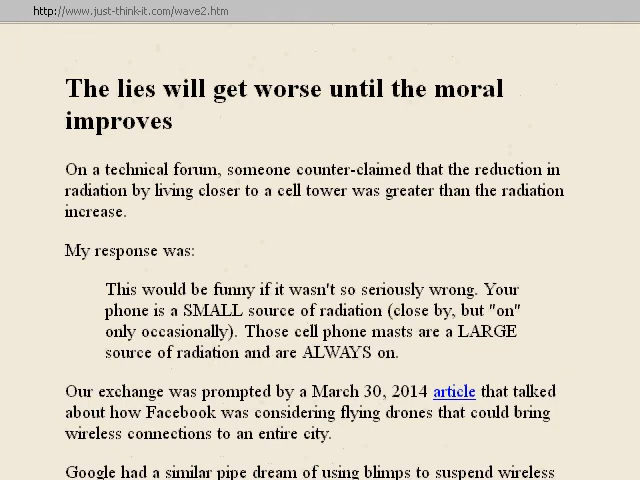 http://www.just-think-it.com/wave2.htm
The lies will get worse until the moral
improves
On a technical forum, someone counter-claimed that the reduction in
radiation by living closer to a cell tower was greater than the radiation
increase.
My response was:
This would be funny if it wasn't so seriously wrong. Your
phone is a SMALL source of radiation (close by, but "on"
only occasionally). Those cell phone masts are a LARGE
source of radiation and are ALWAYS on.
Our exchange was prompted by a March 30, 2014 article that talked
about how Facebook was considering flying drones that could bring
wireless connections to an entire city.
Google had a similar pipe dream of using blimps to suspend wireless